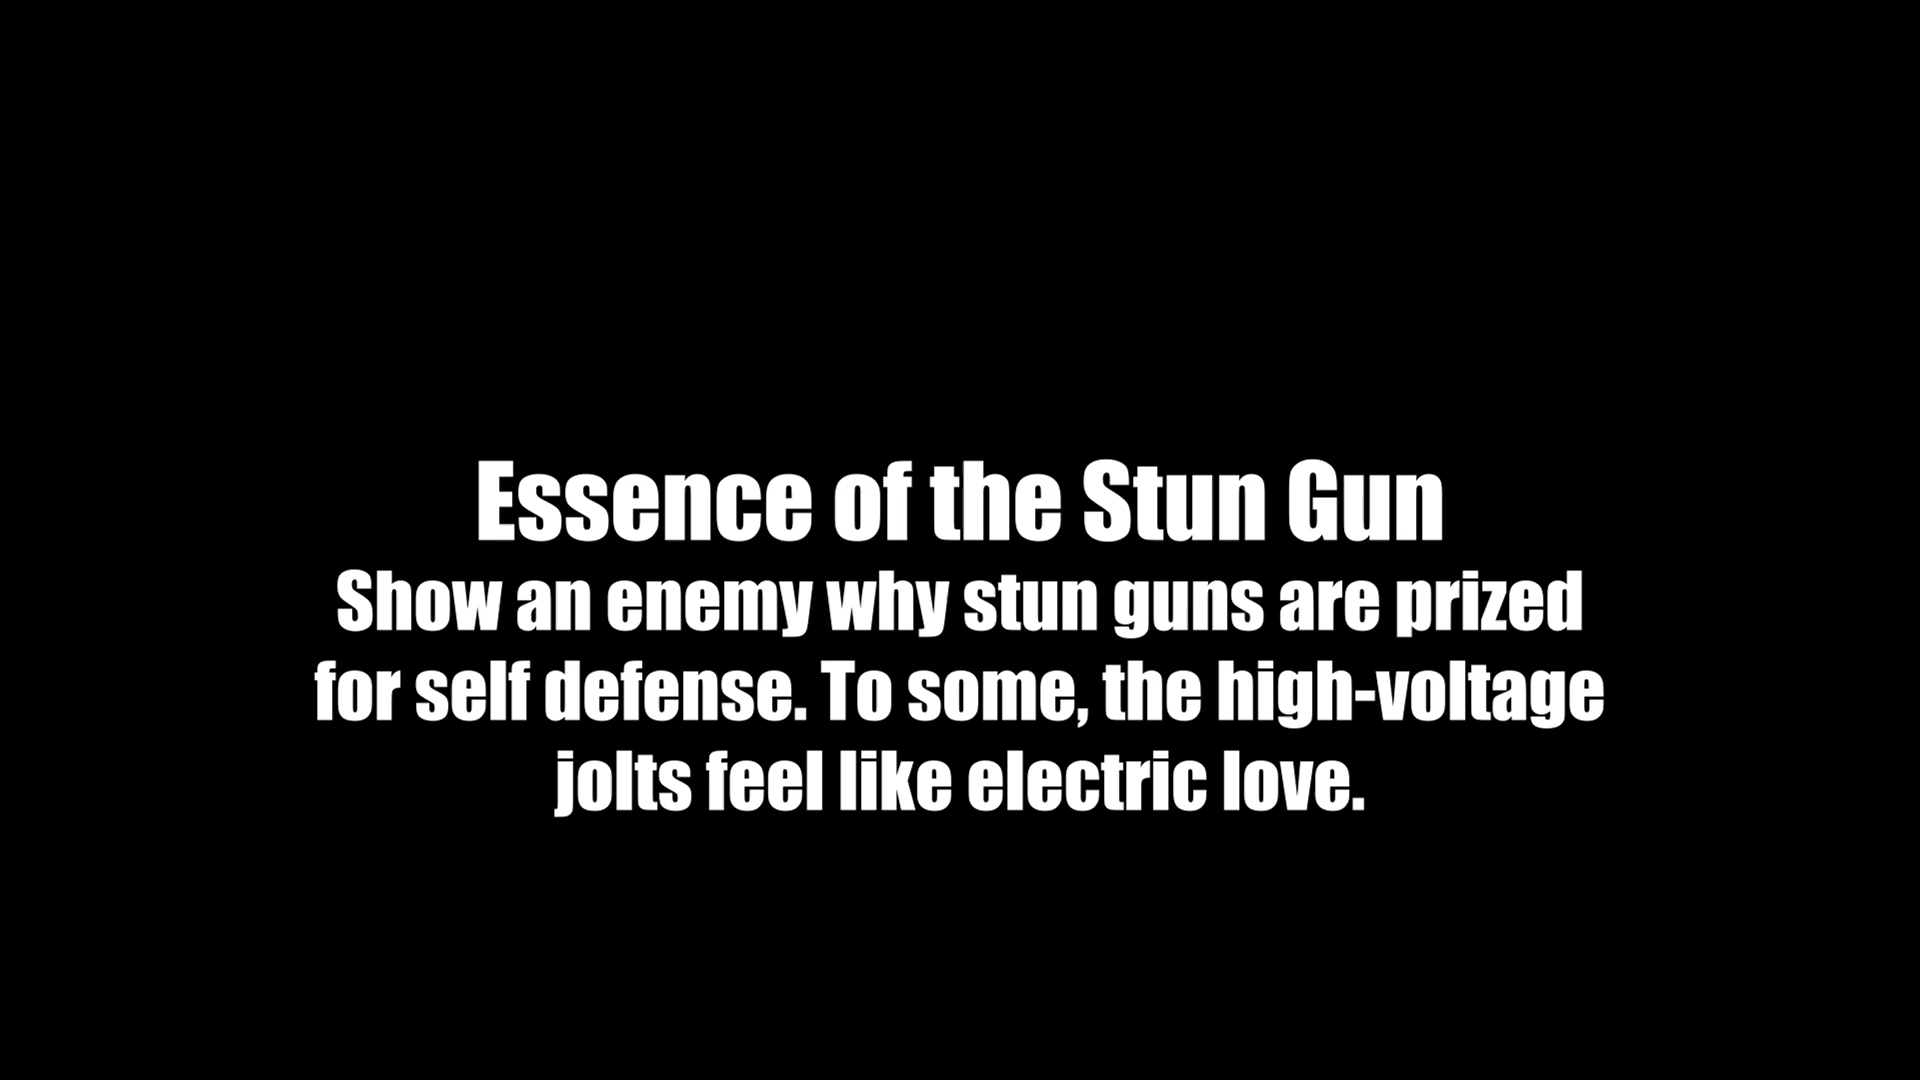 Essence of the Stun Gun
Show an enemy why stun guns are prized
for self defense. To some, the high-voltage
jolts feel like electric love.